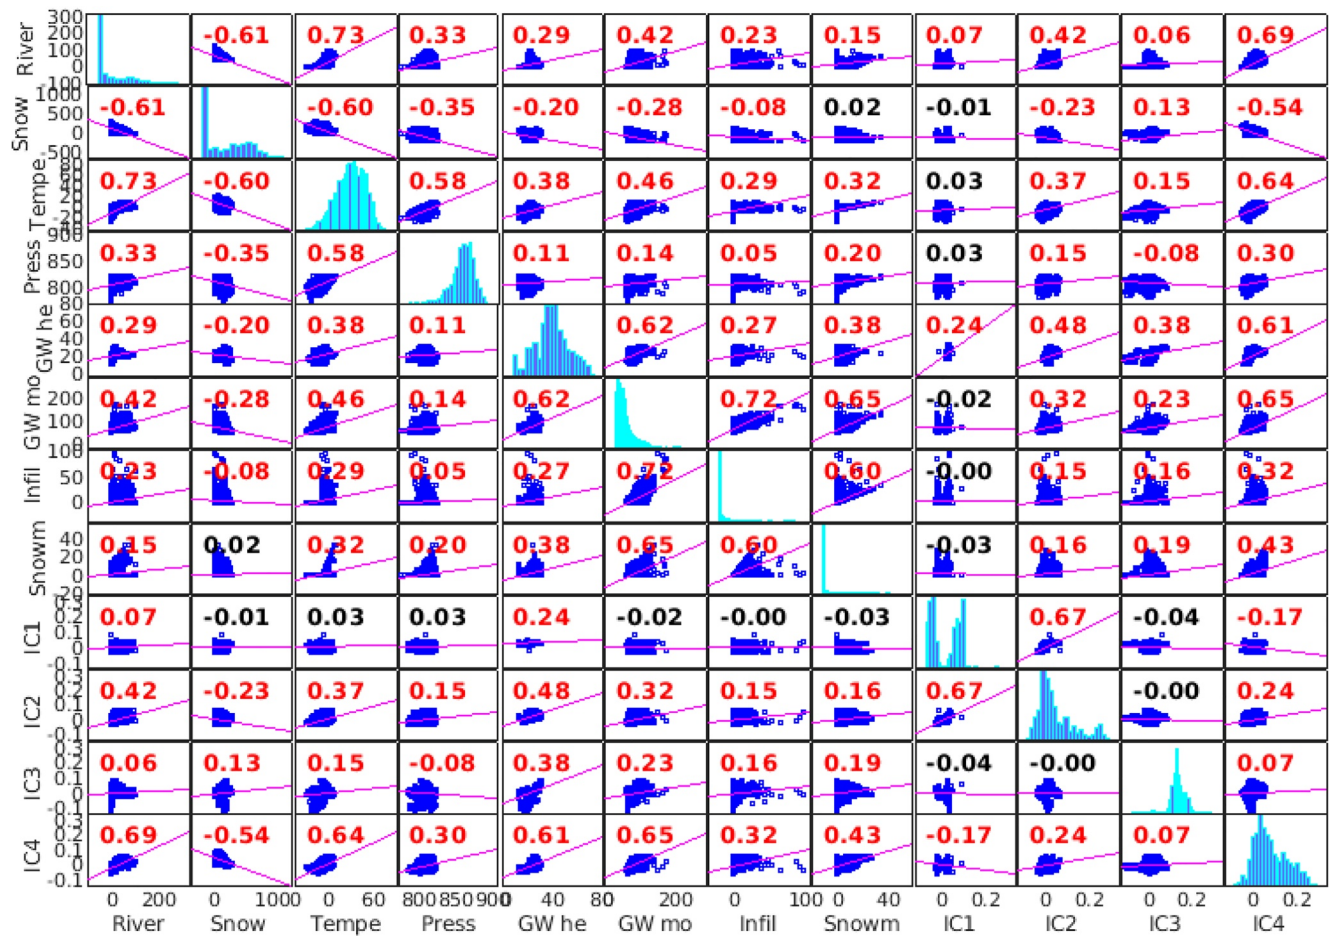 River 300 200 100 0 -0.61 0.73 0.33 0.29 0.42 0.23 0.15 0.07 0.42 0.06 0.69
Snow 1000 500 0 -500 -0.61 -0.60 -0.35 -0.20 -0.28 -0.08 0.02 -0.01 -0.23 0.13 -0.54
Tempe 0.73 -0.60 0.58 0.38 0.46 0.29 0.32 0.03 0.37 0.15 0.64
Press 900 850 800 0.33 -0.35 0.58 0.11 0.14 0.05 0.20 0.03 0.15 -0.08 0.30
GW he 60 40 20 0 0.29 -0.20 0.38 0.11 0.62 0.27 0.38 0.24 0.48 0.38 0.61
GW mo 200 100 0 0.42 -0.28 0.46 0.14 0.62 0.72 0.65 -0.02 0.32 0.23 0.65
Infil 100 50 0 0.23 -0.08 0.29 0.05 0.27 0.72 0.60 -0.00 0.15 0.16 0.32
Snowm 40 20 0 -20 0.15 0.02 0.32 0.20 0.38 0.65 0.60 -0.03 0.16 0.19 0.43
IC1 0.3 0.2 0.1 0 -0.1 0.07 -0.01 0.03 0.03 0.24 -0.02 -0.00 -0.03 0.67 -0.04 -0.17
IC2 0.3 0.2 0.1 0 -0.1 0.42 -0.23 0.37 0.15 0.48 0.32 0.15 0.16 0.67 -0.00 0.24
IC3 0.3 0.2 0.1 0 -0.1 0.06 0.13 0.15 -0.08 0.38 0.23 0.16 0.19 -0.04 -0.00 0.07
IC4 0.3 0.2 0.1 0 -0.1 0.69 -0.54 0.64 0.30 0.61 0.65 0.32 0.43 -0.17 0.24 0.07
0 200 0 1000 0 60 800 850 900 0 40 80 0 200 0 100 0 40 0 0.2 0 0.2 0 0.2 0 0.2
River Snow Tempe Press GW he GW mo Infil Snowm IC1 IC2 IC3 IC4